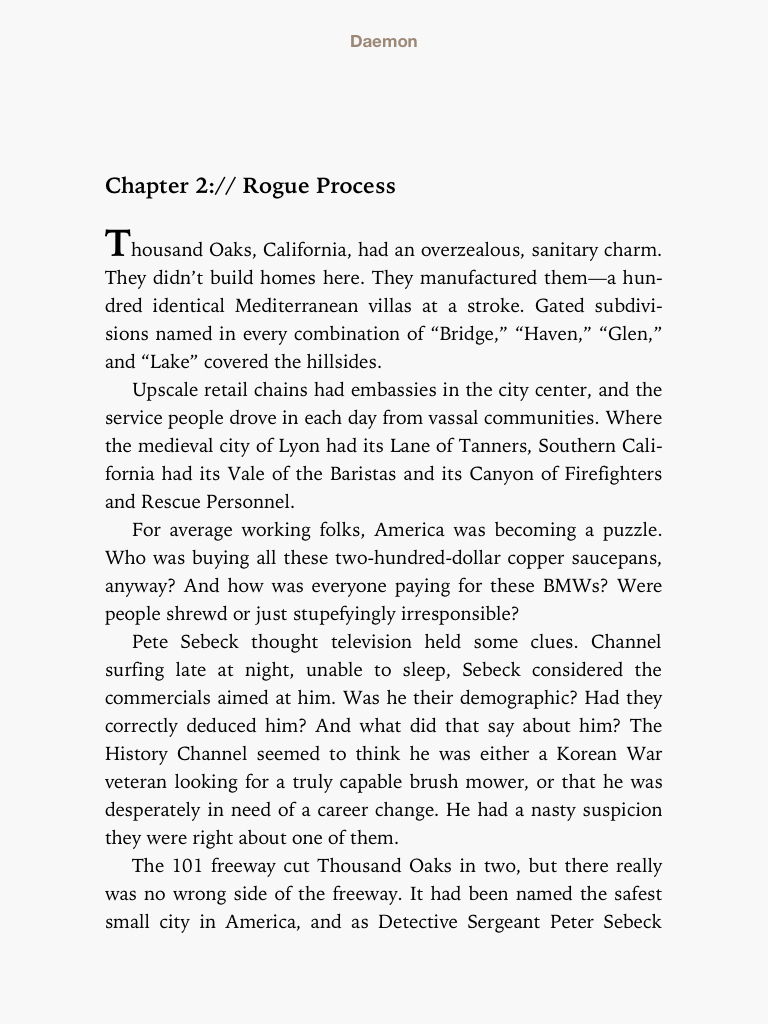 Daemon
Chapter 2:// Rogue Process
Thousand Oaks, California, had an overzealous, sanitary charm.
They didn’t build homes here. They manufactured them—a hun-
dred identical Mediterranean villas at a stroke. Gated subdivi-
sions named in every combination of “Bridge,” “Haven,” “Glen,”
and “Lake” covered the hillsides.
Upscale retail chains had embassies in the city center, and the
service people drove in each day from vassal communities. Where
the medieval city of Lyon had its Lane of Tanners, Southern Cali-
fornia had its Vale of the Baristas and its Canyon of Firefighters
and Rescue Personnel.
For average working folks, America was becoming a puzzle.
Who was buying all these two-hundred-dollar copper saucepans,
anyway? And how was everyone paying for these BMWs? Were
people shrewd or just stupefyingly irresponsible?
Pete Sebeck thought television held some clues. Channel
surfing late at night, unable to sleep, Sebeck considered the
commercials aimed at him. Was he their demographic? Had they
correctly deduced him? And what did that say about him? The
History Channel seemed to think he was either a Korean War
veteran looking for a truly capable brush mower, or that he was
desperately in need of a career change. He had a nasty suspicion
they were right about one of them.
The 101 freeway cut Thousand Oaks in two, but there really
was no wrong side of the freeway. It had been named the safest
small city in America, and as Detective Sergeant Peter Sebeck